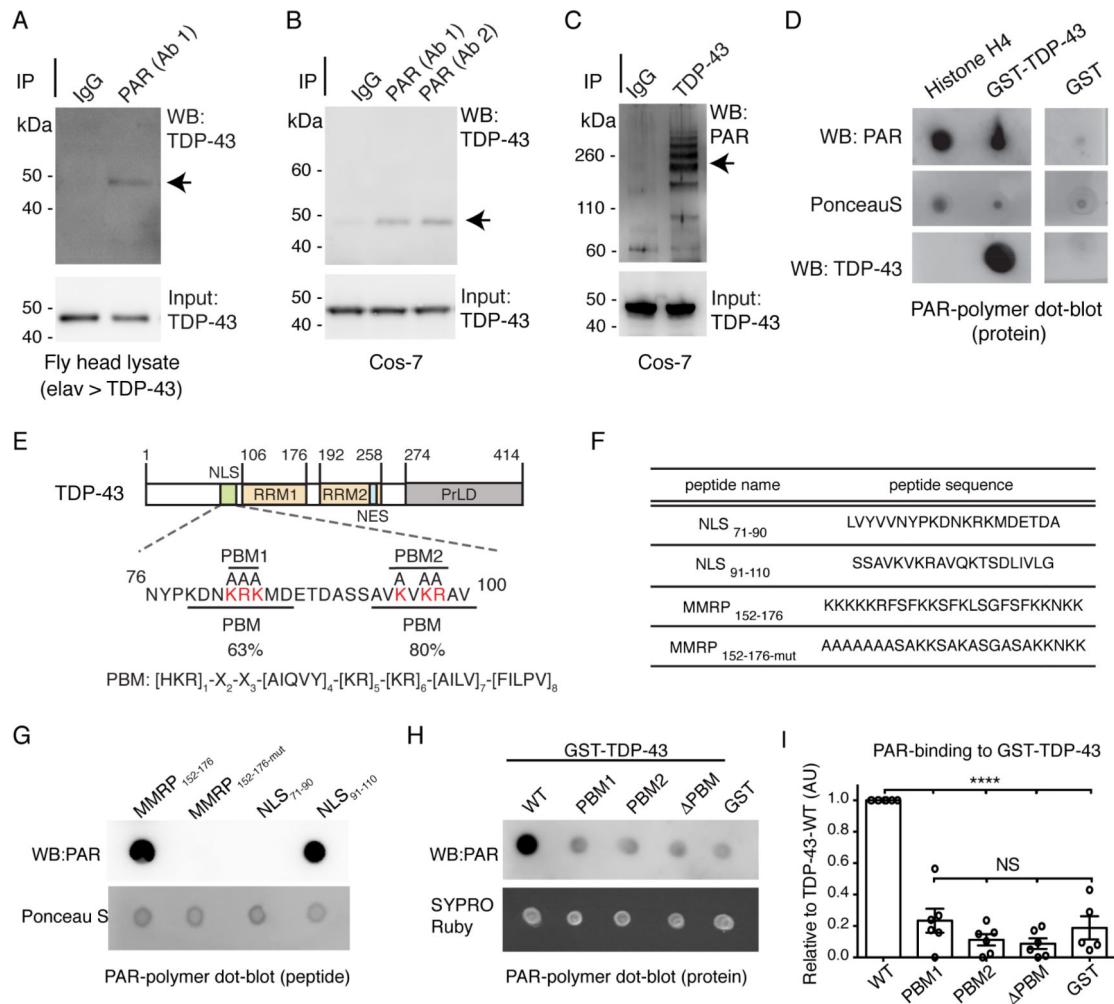 A
IP
IgG
PAR (Ab 1)
kDa
WB:
TDP-43
50 -
40 -
50 -
40 -
Input:
TDP-43
Fly head lysate
(elav > TDP-43)
B
IP
IgG
PAR (Ab 1)
PAR (Ab 2)
kDa
WB:
TDP-43
60 -
50 -
40 -
50 -
40 -
Input:
TDP-43
Cos-7
C
IP
IgG
TDP-43
kDa
WB:
PAR
260 -
110 -
60 -
50 -
40 -
Input:
TDP-43
Cos-7
D
Histone H4
GST-TDP-43
GST
WB: PAR
PonceauS
WB: TDP-43
PAR-polymer dot-blot
(protein)
E
1 106 176 192 258 274 414
NLS
TDP-43
RRM1 RRM2 PrLD
NES
PBM1 PBM2
76 AAA A AA 100
NYPKDNKRKMDETDASSAVKVKRAV
PBM PBM
63% 80%
PBM: [HKR]1-X2-X3-[AIQVY]4-[KR]5-[KR]6-[AILV]7-[FILPV]8
F
peptide name peptide sequence
NLS 71-90 LVYVVNYPKDNKRKMDETDA
NLS 91-110 SSAVKVKRAVQKTSDLIVLG
MMRP 152-176 KKKKKRFSFKKSFKLSGFSFKKNKK
MMRP 152-176-mut AAAAAAASAKKSAKASGASAKKNKK
G
MMRP 152-176
MMRP 152-176-mut
NLS 71-90
NLS 91-110
WB:PAR
Ponceau S
PAR-polymer dot-blot (peptide)
H
GST-TDP-43
WT
PBM1
PBM2
ΔPBM
GST
WB:PAR
SYPRO
Ruby
PAR-polymer dot-blot (protein)
I
PAR-binding to GST-TDP-43
Relative to TDP-43-WT (AU)
****
NS
1.0
0.8
0.6
0.4
0.2
0.0
WT
PBM1
PBM2
ΔPBM
GST